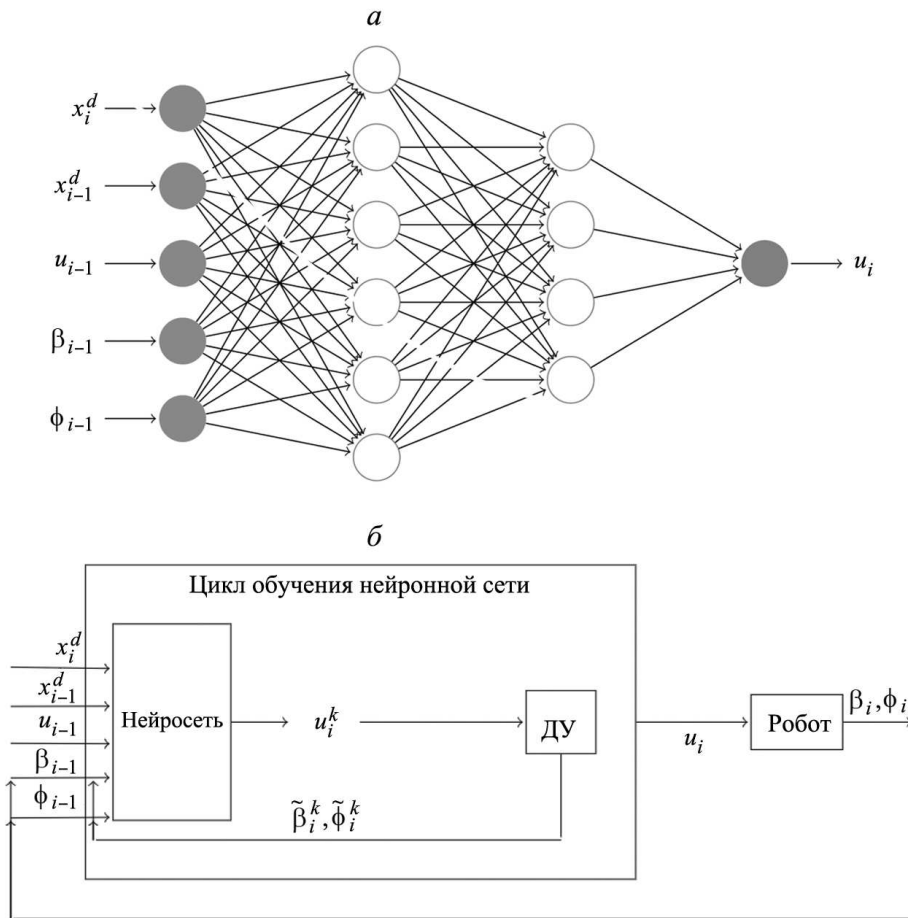 а
x_i^d
x_{i–1}^d
u_{i–1}
β_{i–1}
ϕ_{i–1}
u_i
б
Цикл обучения нейронной сети
x_i^d
x_{i–1}^d
u_{i–1}
β_{i–1}
ϕ_{i–1}
Нейросеть
u_i^k
ДУ
β̃_i^k, ϕ̃_i^k
u_i
Робот
β_i, ϕ_i